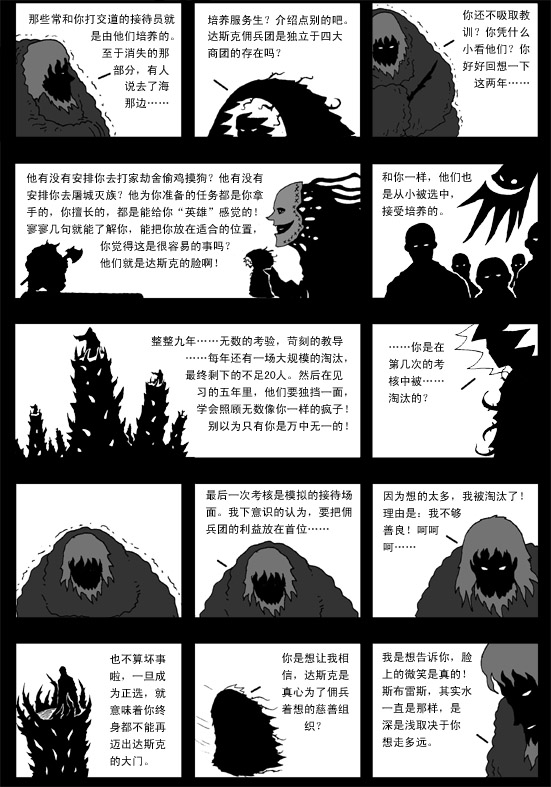 那些常和你打交道的接待员就
是由他们培养的。
至于消失的那
部分，有人
说去了海
那边……
培养服务生？介绍点别的吧。
达斯克佣兵团是独立于四大
商团的存在吗？
你还不吸取教
训？你凭什么
小看他们？你
好好回想一下
这两年……
他有没有安排你去打家劫舍偷鸡摸狗？他有没有
安排你去屠城灭族？他为你准备的任务都是你拿
手的，你擅长的，都是能给你“英雄”感觉的！
寥寥几句就能了解你，能把你放在适合的位置，
你觉得这是很容易的事吗？
他们就是达斯克的脸啊！
和你一样，他们也
是从小被选中，
接受培养的。
整整九年……无数的考验，苛刻的教导
……每年还有一场大规模的淘汰，
最终剩下的不足20人。然后在见
习的五年里，他们要独挡一面，
学会照顾无数像你一样的疯子！
别以为只有你是万中无一的！
……你是在
第几次的考
核中被……
淘汰的？
最后一次考核是模拟的接待场
面。我下意识的认为，要把佣
兵团的利益放在首位……
因为想的太多，我被淘汰了！
理由是：我不够
善良！呵呵
呵……
也不算坏事
啦，一旦成
为正选，就
意味着你终
身都不能再
迈出达斯克
的大门。
你是想让我相
信，达斯克是
真心为了佣兵
着想的慈善组
织？
我是想告诉你，脸
上的微笑是真的！
斯布雷斯，其实水
一直是那样，是
深是浅取决于你
想走多远。